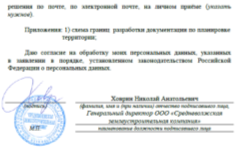 решения по почте, по электронной почте, на личном приёме (указать
нужное).
Приложения: 1) схема границ разработки документации по планировке
территории;
Даю согласие на обработку моих персональных данных, указанных
в заявлении в порядке, установленном законодательством Российской
Федерации о персональных данных.
Ховрин Николай Анатольевич
(подпись) (фамилия, имя и (при наличии) отчество подписавшего лица,
Генеральный директор ООО «Средневолжская
землеустроительная компания»
наименование должности подписавшего лица)
МП